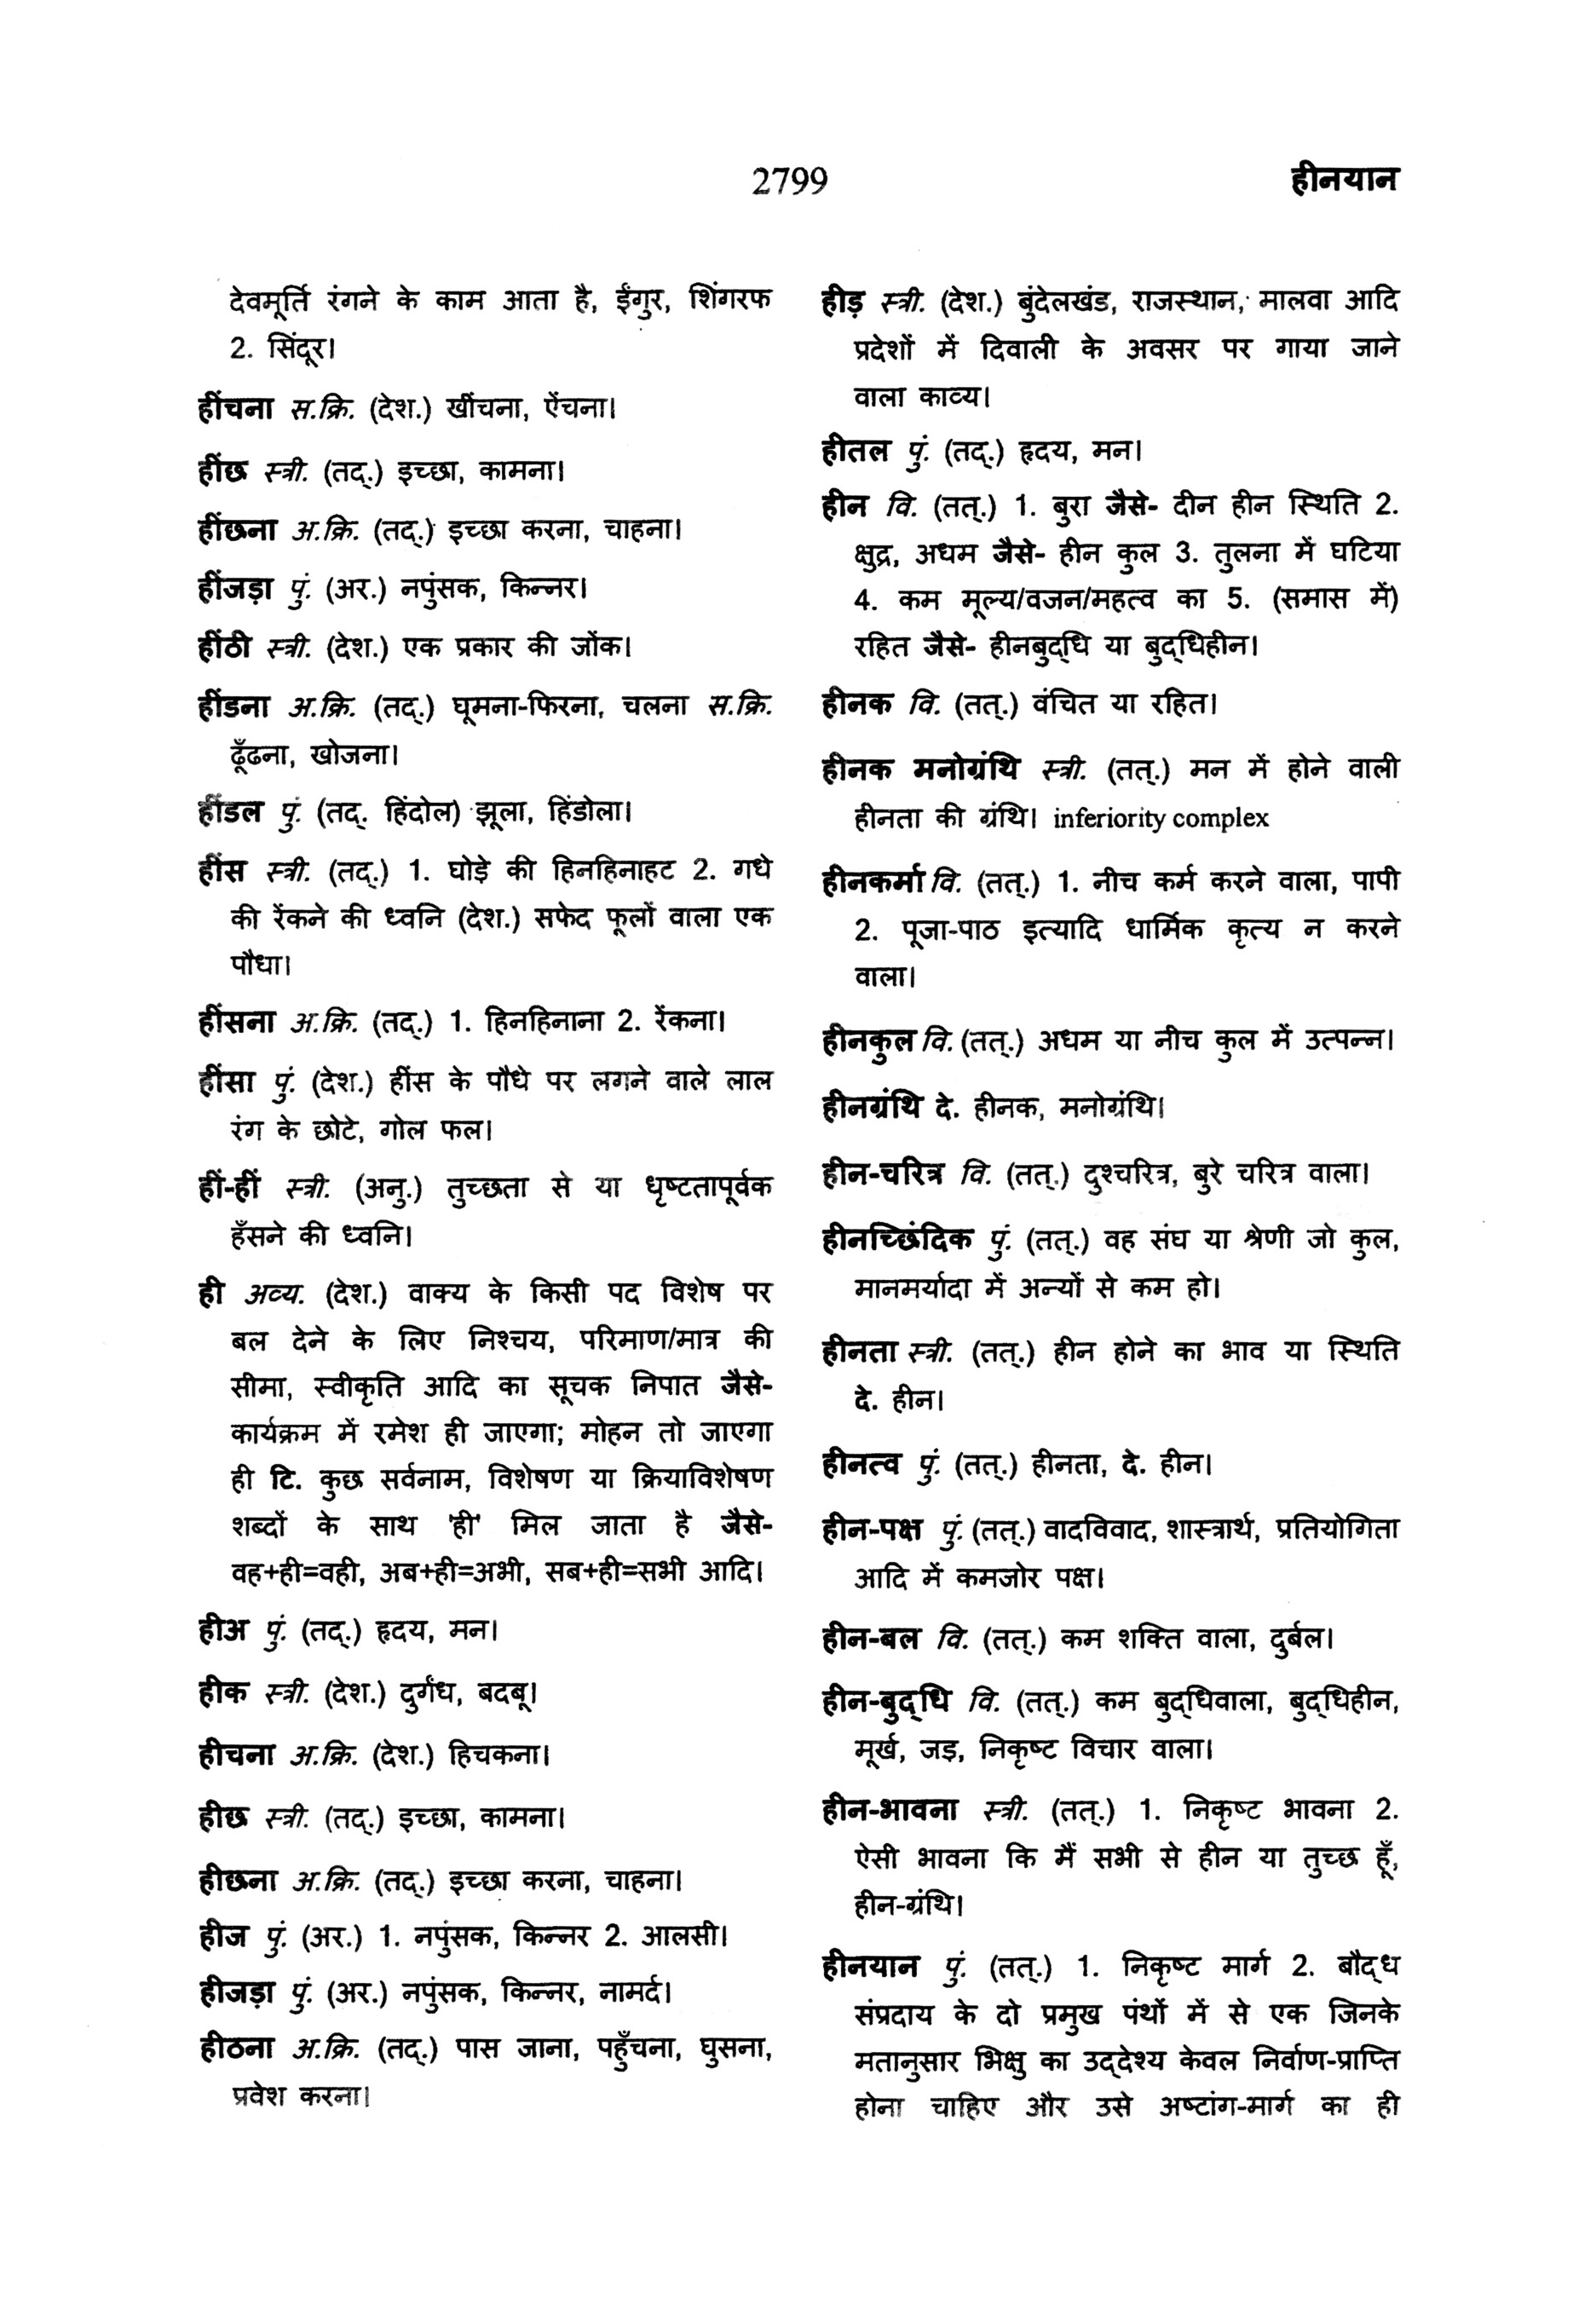 2799
हीनयान
देवमूर्ति रंगने के काम आता है, ईंगुर, शिंगरफ
2. सिंदूर।
हींचना स.क्रि. (देश.) खींचना, ऐंचना।
हींछ स्त्री. (तद्.) इच्छा, कामना।
हींछना अ.क्रि. (तद्.) इच्छा करना, चाहना।
हींजड़ा पुं. (अर.) नपुंसक, किन्नर।
हींठी स्त्री. (देश.) एक प्रकार की जोंक।
हींडना अ.क्रि. (तद्.) घूमना-फिरना, चलना स.क्रि.
ढूँढना, खोजना।
हींडल पुं. (तद्. हिंदोल) झूला, हिंडोला।
हींस स्त्री. (तद्.) 1. घोड़े की हिनहिनाहट 2. गधे
की रेंकने की ध्वनि (देश.) सफेद फूलों वाला एक
पौधा।
हींसना अ.क्रि. (तद्.) 1. हिनहिनाना 2. रेंकना।
हींसा पुं. (देश.) हींस के पौधे पर लगने वाले लाल
रंग के छोटे, गोल फल।
हीं-हीं स्त्री. (अनु.) तुच्छता से या धृष्टतापूर्वक
हँसने की ध्वनि।
ही अव्य. (देश.) वाक्य के किसी पद विशेष पर
बल देने के लिए निश्चय, परिमाण/मात्र की
सीमा, स्वीकृति आदि का सूचक निपात जैसे-
कार्यक्रम में रमेश ही जाएगा; मोहन तो जाएगा
ही टि. कुछ सर्वनाम, विशेषण या क्रियाविशेषण
शब्दों के साथ 'ही' मिल जाता है जैसे-
वह+ही=वही, अब+ही=अभी, सब+ही=सभी आदि।
हीअ पुं. (तद्.) हृदय, मन।
हीक स्त्री. (देश.) दुर्गंध, बदबू।
हीचना अ.क्रि. (देश.) हिचकना।
हीछ स्त्री. (तद्.) इच्छा, कामना।
हीछना अ.क्रि. (तद्.) इच्छा करना, चाहना।
हीज पुं. (अर.) 1. नपुंसक, किन्नर 2. आलसी।
हीजड़ा पुं. (अर.) नपुंसक, किन्नर, नामर्द।
हीठना अ.क्रि. (तद्.) पास जाना, पहुँचना, घुसना,
प्रवेश करना।
हीड़ स्त्री. (देश.) बुंदेलखंड, राजस्थान, मालवा आदि
प्रदेशों में दिवाली के अवसर पर गाया जाने
वाला काव्य।
हीतल पुं. (तद्.) हृदय, मन।
हीन वि. (तत्.) 1. बुरा जैसे- दीन हीन स्थिति 2.
क्षुद्र, अधम जैसे- हीन कुल 3. तुलना में घटिया
4. कम मूल्य/वजन/महत्व का 5. (समास में)
रहित जैसे- हीनबुद्‌धि या बुद्‌धिहीन।
हीनक वि. (तत्.) वंचित या रहित।
हीनक मनोग्रंथि स्त्री. (तत्.) मन में होने वाली
हीनता की ग्रंथि। inferiority complex
हीनकर्मा वि. (तत्.) 1. नीच कर्म करने वाला, पापी
2. पूजा-पाठ इत्यादि धार्मिक कृत्य न करने
वाला।
हीनकुल वि. (तत्.) अधम या नीच कुल में उत्पन्न।
हीनग्रंथि दे. हीनक, मनोग्रंथि।
हीन-चरित्र वि. (तत्.) दुश्चरित्र, बुरे चरित्र वाला।
हीनच्छिंदिक पुं. (तत्.) वह संघ या श्रेणी जो कुल,
मानमर्यादा में अन्यों से कम हो।
हीनता स्त्री. (तत्.) हीन होने का भाव या स्थिति
दे. हीन।
हीनत्व पुं. (तत्.) हीनता, दे. हीन।
हीन-पक्ष पुं. (तत्.) वादविवाद, शास्त्रार्थ, प्रतियोगिता
आदि में कमजोर पक्ष।
हीन-बल वि. (तत्.) कम शक्ति वाला, दुर्बल।
हीन-बुद्‌धि वि. (तत्.) कम बुद्‌धिवाला, बुद्‌धिहीन,
मूर्ख, जड़, निकृष्ट विचार वाला।
हीन-भावना स्त्री. (तत्.) 1. निकृष्ट भावना 2.
ऐसी भावना कि मैं सभी से हीन या तुच्छ हूँ,
हीन-ग्रंथि।
हीनयान पुं. (तत्.) 1. निकृष्ट मार्ग 2. बौद्‌ध
संप्रदाय के दो प्रमुख पंथों में से एक जिनके
मतानुसार भिक्षु का उद्‌देश्य केवल निर्वाण-प्राप्ति
होना चाहिए और उसे अष्टांग-मार्ग का ही